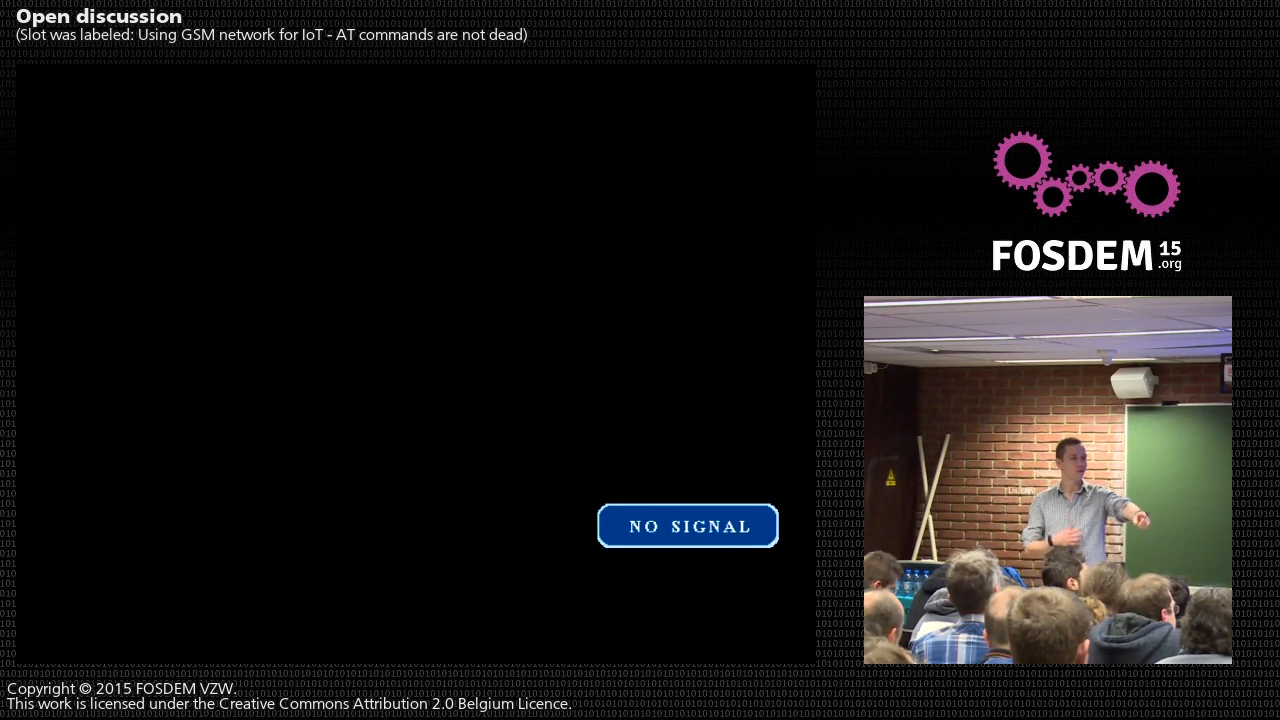 Open discussion
(Slot was labeled: Using GSM network for IoT - AT commands are not dead)
FOSDEM 15
.org
NO SIGNAL
Copyright © 2015 FOSDEM VZW.
This work is licensed under the Creative Commons Attribution 2.0 Belgium Licence.